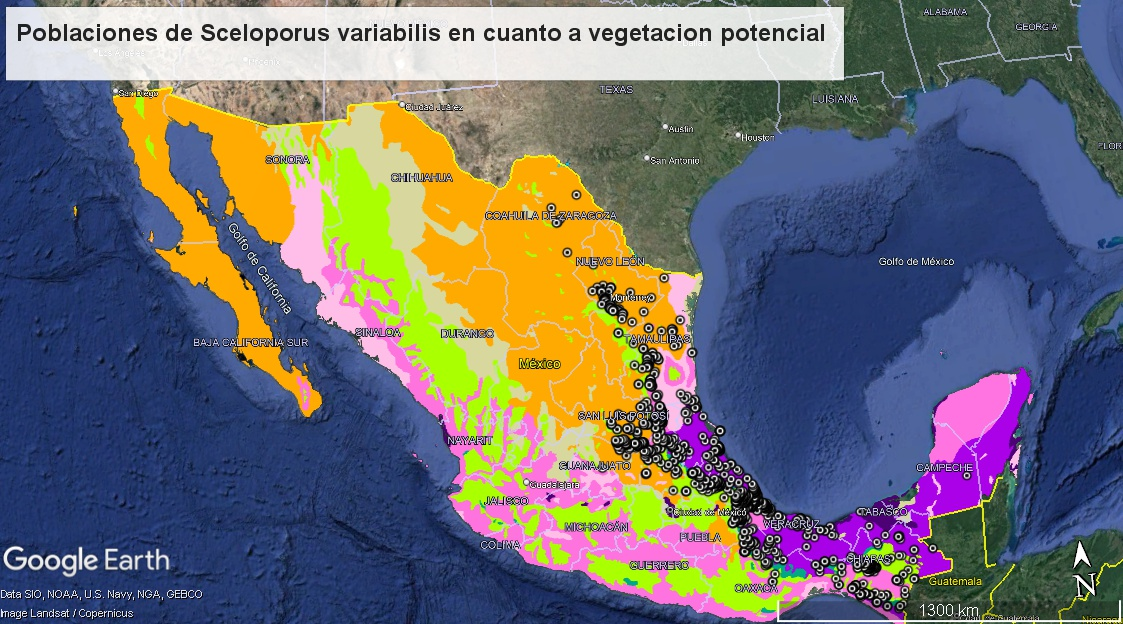 Poblaciones de Sceloporus variabilis en cuanto a vegetacion potencial
ALABAMA
GEORGIA
San Diego
Ciudad Juárez
TEXAS
LUISIANA
Austin
Houston
San Antonio
SONORA
CHIHUAHUA
COAHUILA DE ZARAGOZA
Golfo de California
NUEVO LEÓN
Golfo de México
Monterrey
SINALOA
DURANGO
TAMAULIPAS
BAJA CALIFORNIA SUR
México
SAN LUIS POTOSÍ
NAYARIT
GUANAJUATO
CAMPECHE
Guadalajara
JALISCO
Ciudad de México
TABASCO
MICHOACÁN
VERACRUZ
COLIMA
PUEBLA
CHIAPAS
GUERRERO
Google Earth
OAXACA
Guatemala
N
Data SIO, NOAA, U.S. Navy, NGA, GEBCO
Image Landsat / Copernicus
1300 km